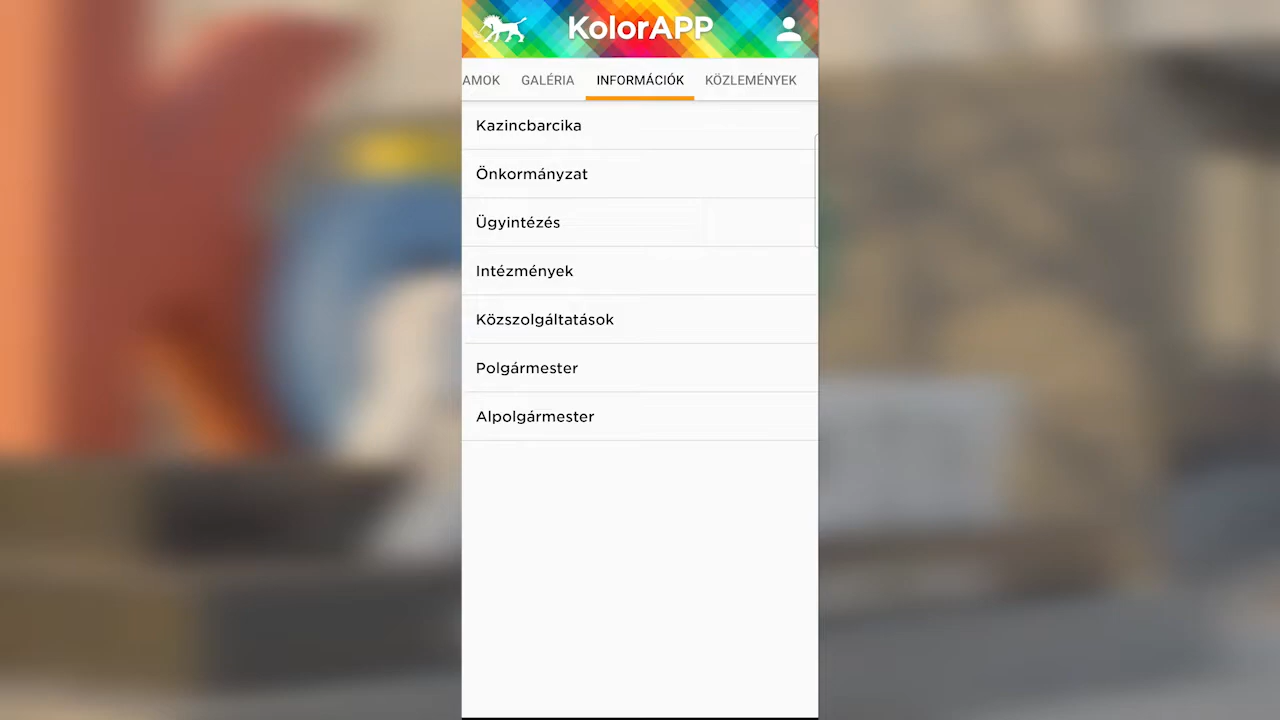 KolorAPP
AMOK GALÉRIA INFORMÁCIÓK KÖZLEMÉNYEK
Kazincbarcika
Önkormányzat
Ügyintézés
Intézmények
Közszolgáltatások
Polgármester
Alpolgármester